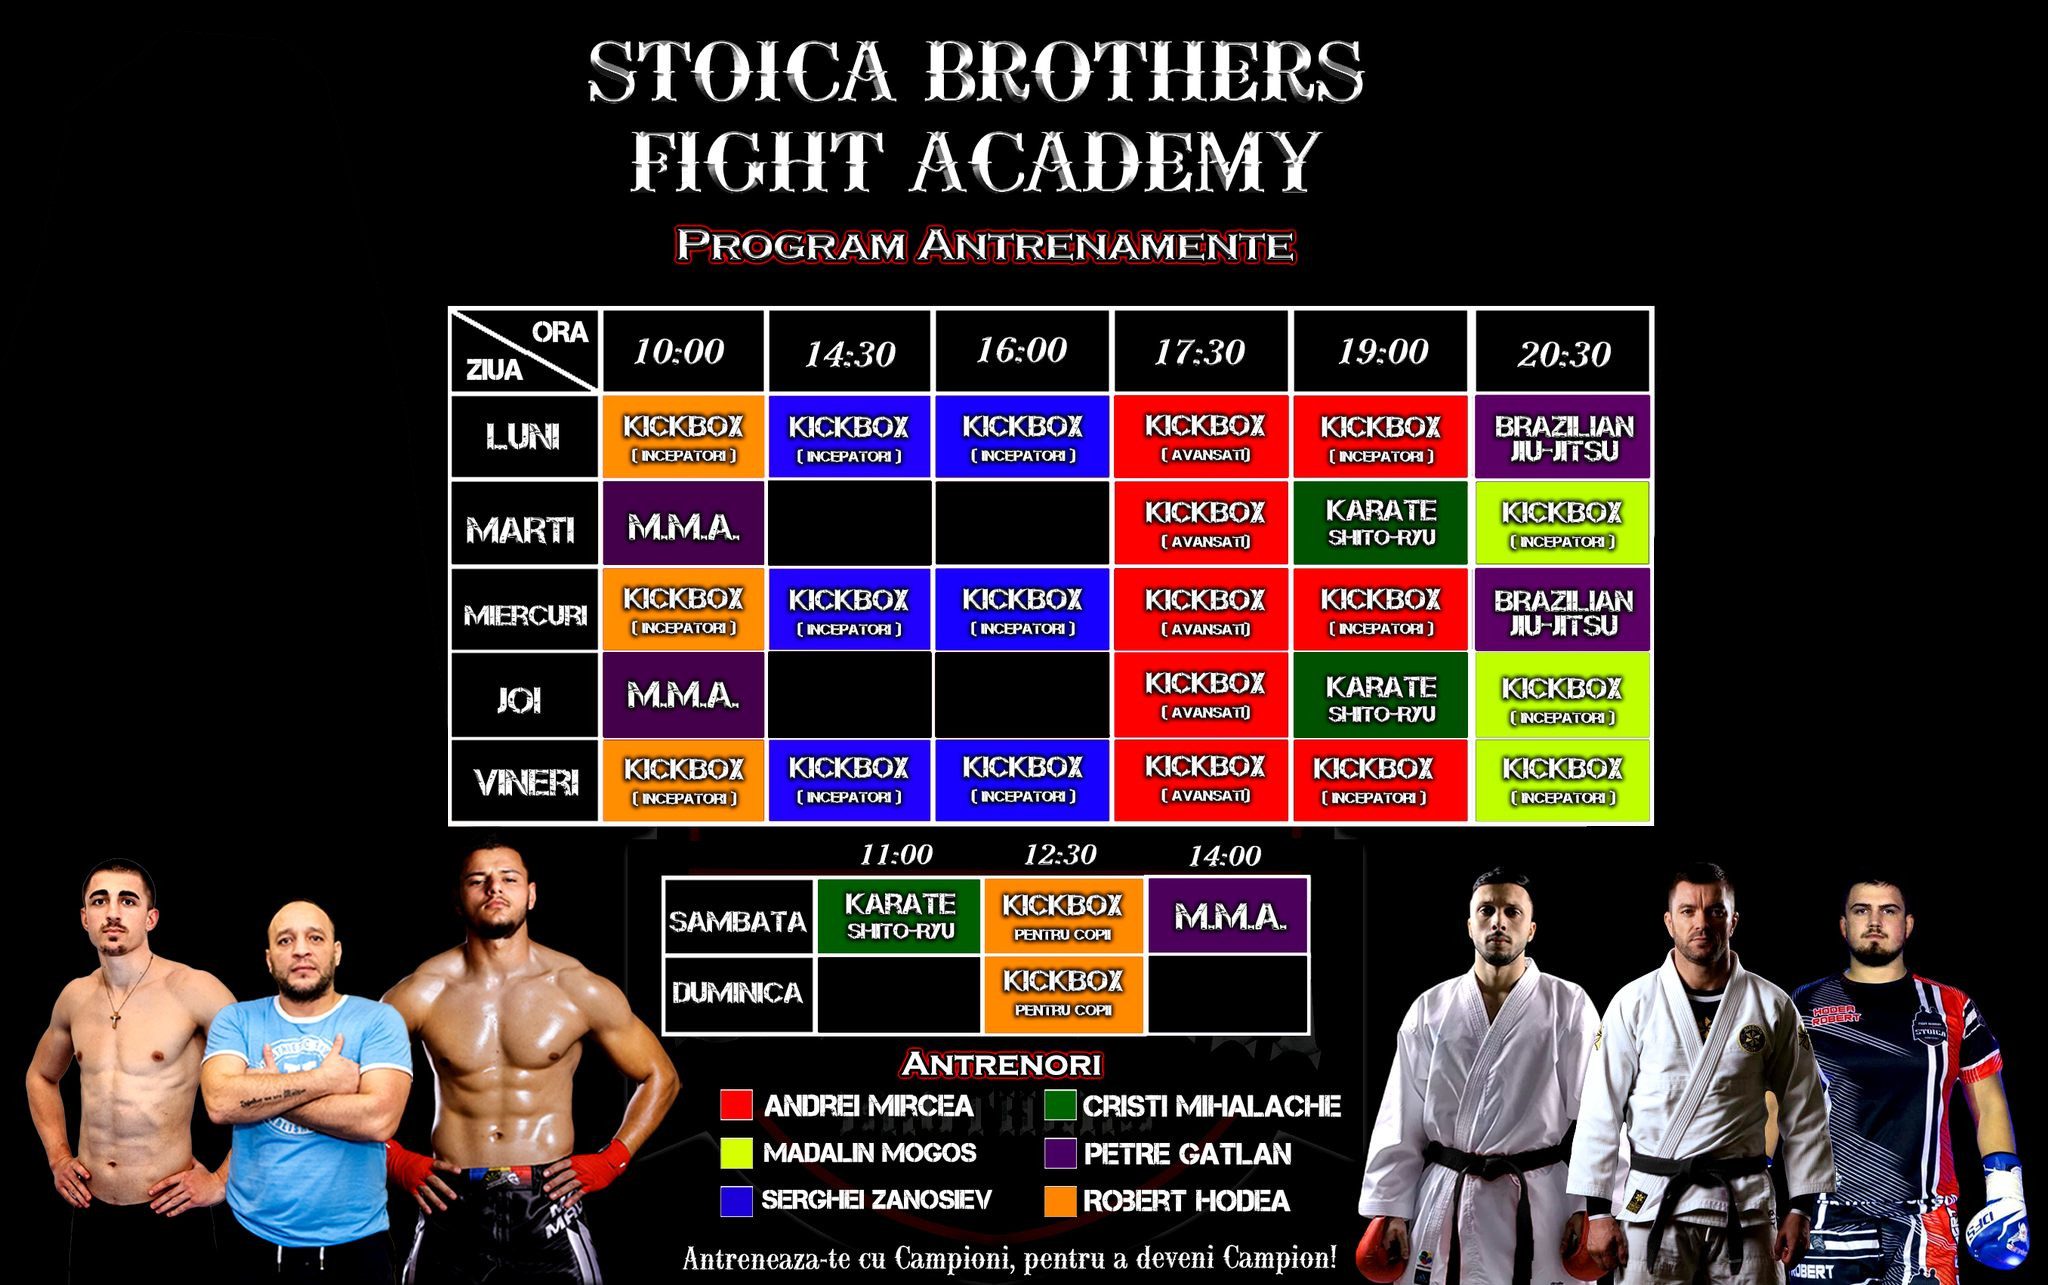 STOICA BROTHERS
FIGHT ACADEMY
PROGRAM ANTRENAMENTE
ORA
ZIUA
10:00 14:30 16:00 17:30 19:00 20:30
LUNI
KICKBOX
( INCEPATORI )
KICKBOX
( INCEPATORI )
KICKBOX
( INCEPATORI )
KICKBOX
( AVANSATI)
KICKBOX
( INCEPATORI )
BRAZILIAN
JIU-JITSU
MARTI
M.M.A.
KICKBOX
( AVANSATI)
KARATE
SHITO-RYU
KICKBOX
( INCEPATORI )
MIERCURI
KICKBOX
( INCEPATORI )
KICKBOX
( INCEPATORI )
KICKBOX
( INCEPATORI )
KICKBOX
( AVANSATI)
KICKBOX
( INCEPATORI )
BRAZILIAN
JIU-JITSU
JOI
M.M.A.
KICKBOX
( AVANSATI)
KARATE
SHITO-RYU
KICKBOX
( INCEPATORI )
VINERI
KICKBOX
( INCEPATORI )
KICKBOX
( INCEPATORI )
KICKBOX
( INCEPATORI )
KICKBOX
( AVANSATI)
KICKBOX
( INCEPATORI )
KICKBOX
( INCEPATORI )
11:00 12:30 14:00
SAMBATA
KARATE
SHITO-RYU
KICKBOX
PENTRU COPII
M.M.A.
DUMINICA
KICKBOX
PENTRU COPII
ANTRENORI
ANDREI MIRCEA
CRISTI MIHALACHE
MADALIN MOGOS
PETRE GATLAN
SERGHEI ZANOSIEV
ROBERT HODEA
Antreneaza-te cu Campioni, pentru a deveni Campion!
HODEA
ROBERT
STOICA
ROBERT